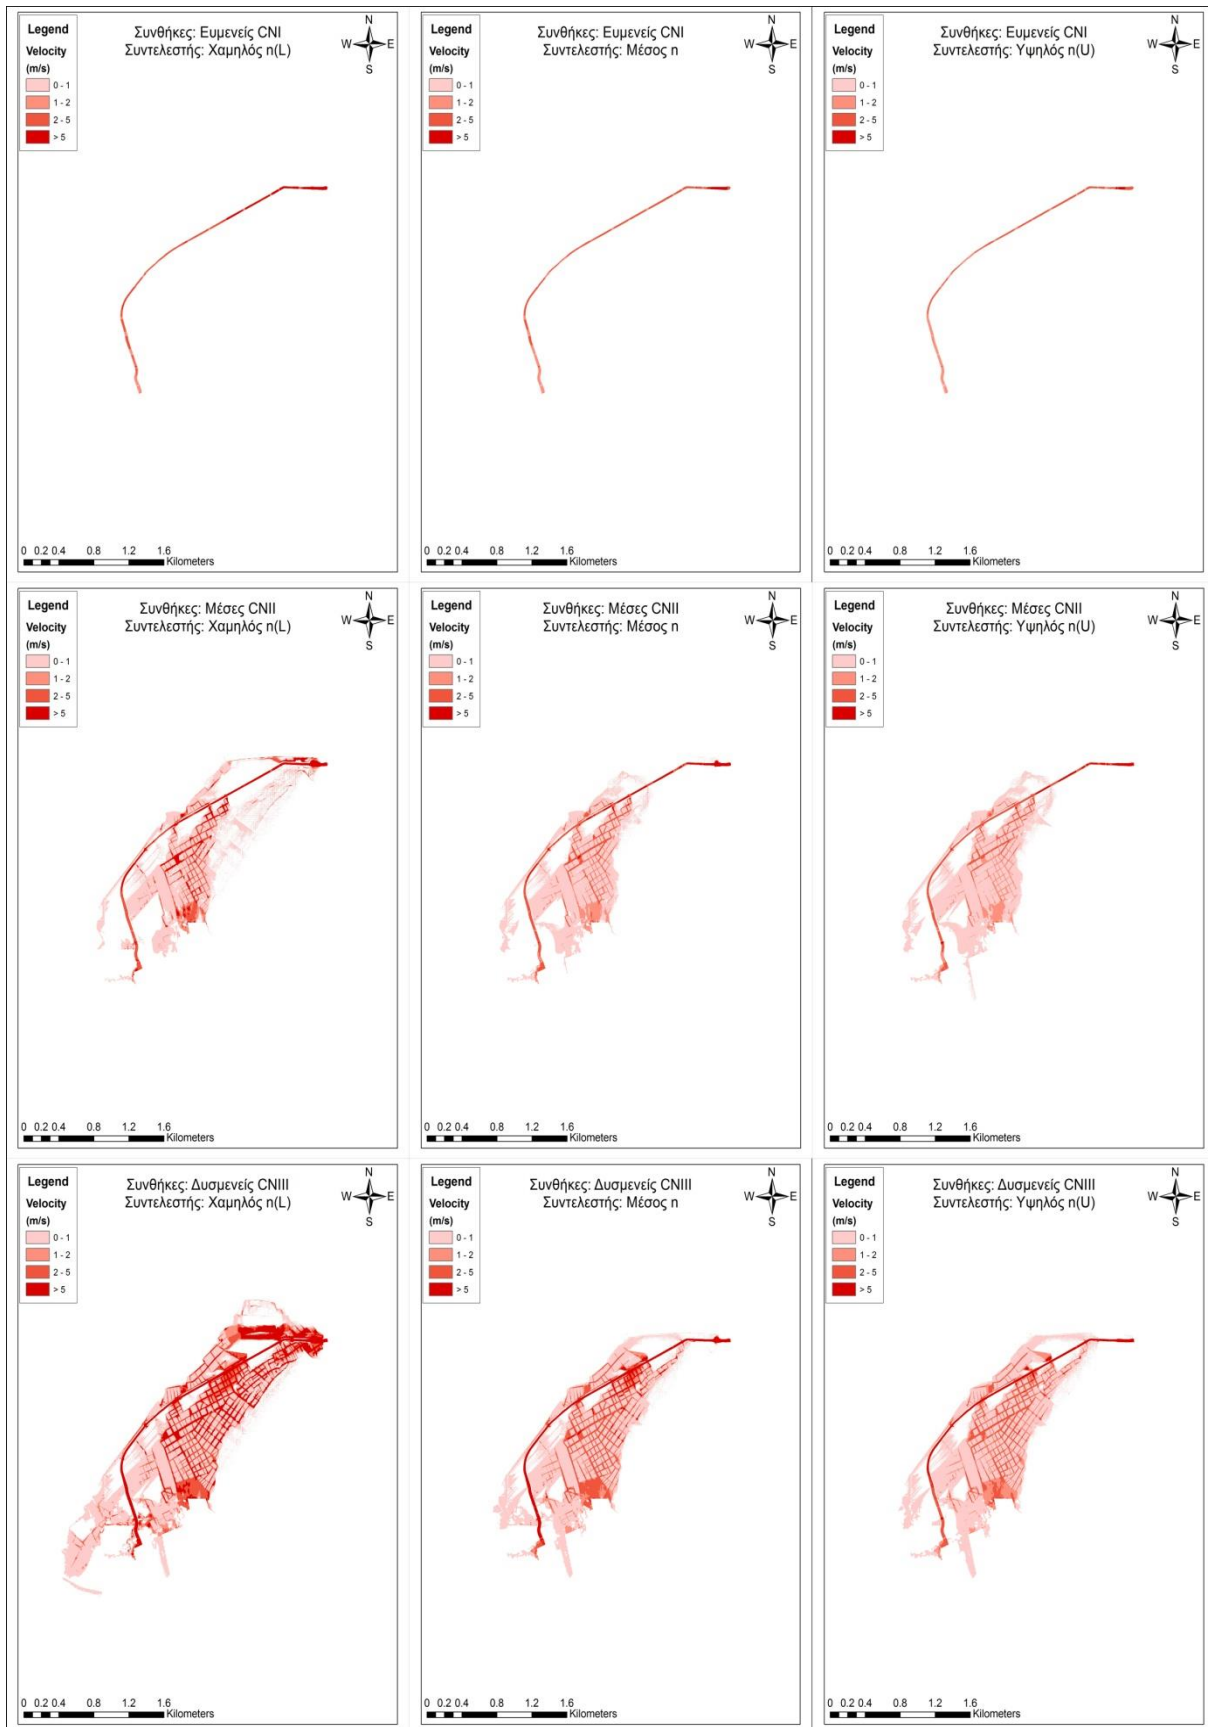 Legend
Velocity
(m/s)
0 - 1
1 - 2
2 - 5
> 5
Συνθήκες: Ευμενείς CNI
Συντελεστής: Χαμηλός n(L)
N
W E
S
0 0.2 0.4 0.8 1.2 1.6
Kilometers
Legend
Velocity
(m/s)
0 - 1
1 - 2
2 - 5
> 5
Συνθήκες: Ευμενείς CNI
Συντελεστής: Μέσος n
N
W E
S
0 0.2 0.4 0.8 1.2 1.6
Kilometers
Legend
Velocity
(m/s)
0 - 1
1 - 2
2 - 5
> 5
Συνθήκες: Ευμενείς CNI
Συντελεστής: Υψηλός n(U)
N
W E
S
0 0.2 0.4 0.8 1.2 1.6
Kilometers
Legend
Velocity
(m/s)
0 - 1
1 - 2
2 - 5
> 5
Συνθήκες: Μέσες CNII
Συντελεστής: Χαμηλός n(L)
N
W E
S
0 0.2 0.4 0.8 1.2 1.6
Kilometers
Legend
Velocity
(m/s)
0 - 1
1 - 2
2 - 5
> 5
Συνθήκες: Μέσες CNII
Συντελεστής: Μέσος n
N
W E
S
0 0.2 0.4 0.8 1.2 1.6
Kilometers
Legend
Velocity
(m/s)
0 - 1
1 - 2
2 - 5
> 5
Συνθήκες: Μέσες CNII
Συντελεστής: Υψηλός n(U)
N
W E
S
0 0.2 0.4 0.8 1.2 1.6
Kilometers
Legend
Velocity
(m/s)
0 - 1
1 - 2
2 - 5
> 5
Συνθήκες: Δυσμενείς CNIII
Συντελεστής: Χαμηλός n(L)
N
W E
S
0 0.2 0.4 0.8 1.2 1.6
Kilometers
Legend
Velocity
(m/s)
0 - 1
1 - 2
2 - 5
> 5
Συνθήκες: Δυσμενείς CNIII
Συντελεστής: Μέσος n
N
W E
S
0 0.2 0.4 0.8 1.2 1.6
Kilometers
Legend
Velocity
(m/s)
0 - 1
1 - 2
2 - 5
> 5
Συνθήκες: Δυσμενείς CNIII
Συντελεστής: Υψηλός n(U)
N
W E
S
0 0.2 0.4 0.8 1.2 1.6
Kilometers